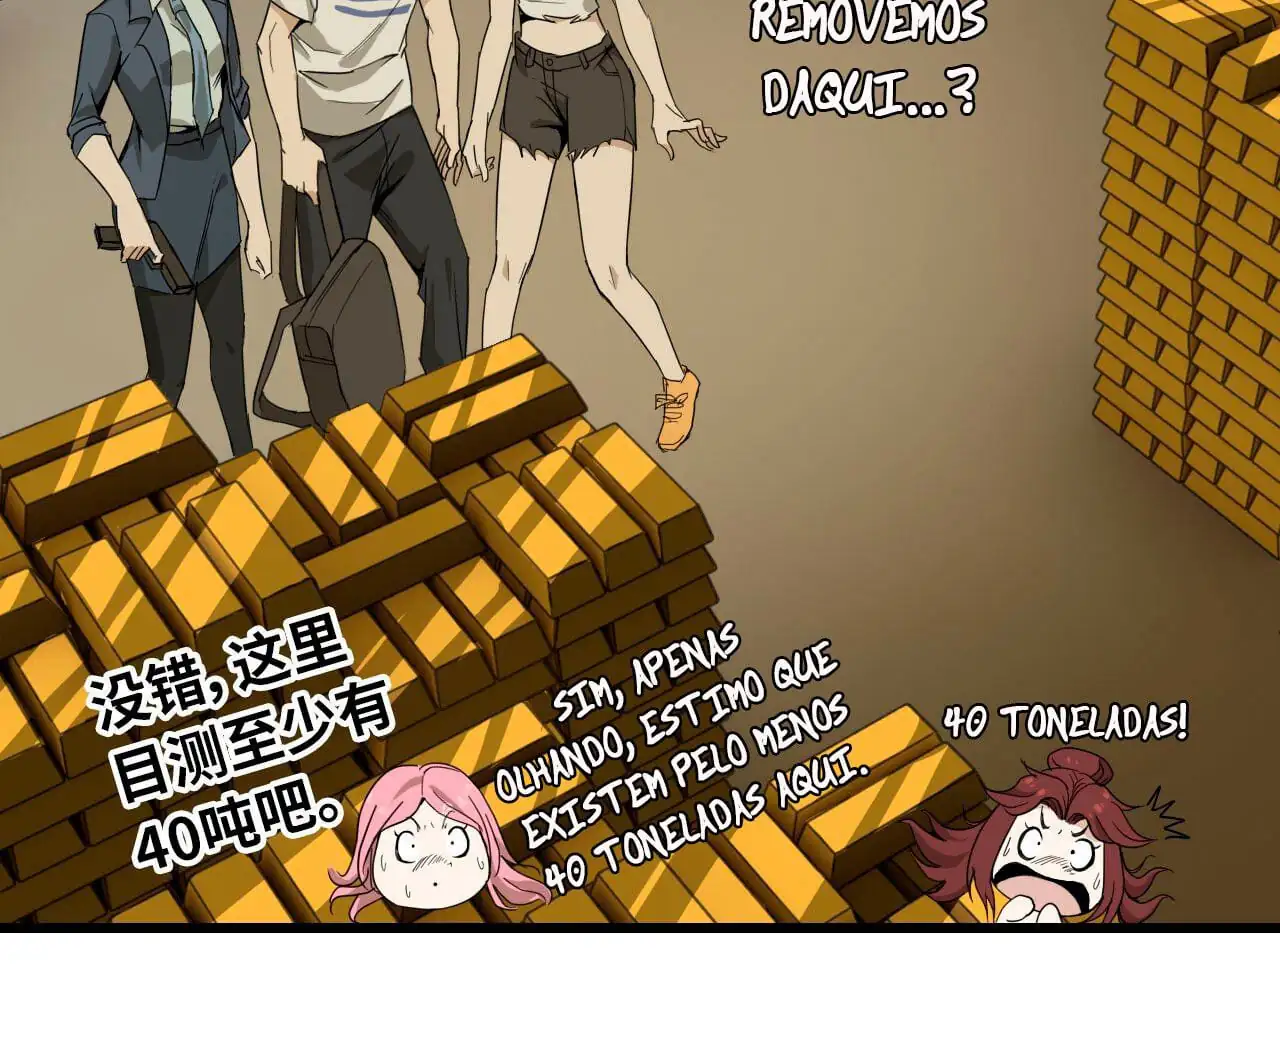 REMOVEMOS
DAQUI...?
没错，这里
目测至少有
40吨吧。
SIM, APENAS
OLHANDO, ESTIMO QUE
EXISTEM PELO MENOS
40 TONELADAS AQUI.
40 TONELADAS!